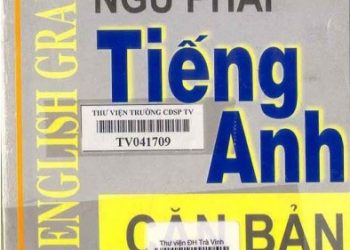 ENGLISH GRA
NGỮ PHÁP
Tiếng
THƯ VIỆN TRƯỜNG CĐSP TV
TV041709
Anh
CĂN BẢN
Thư viện ĐH Trà Vinh